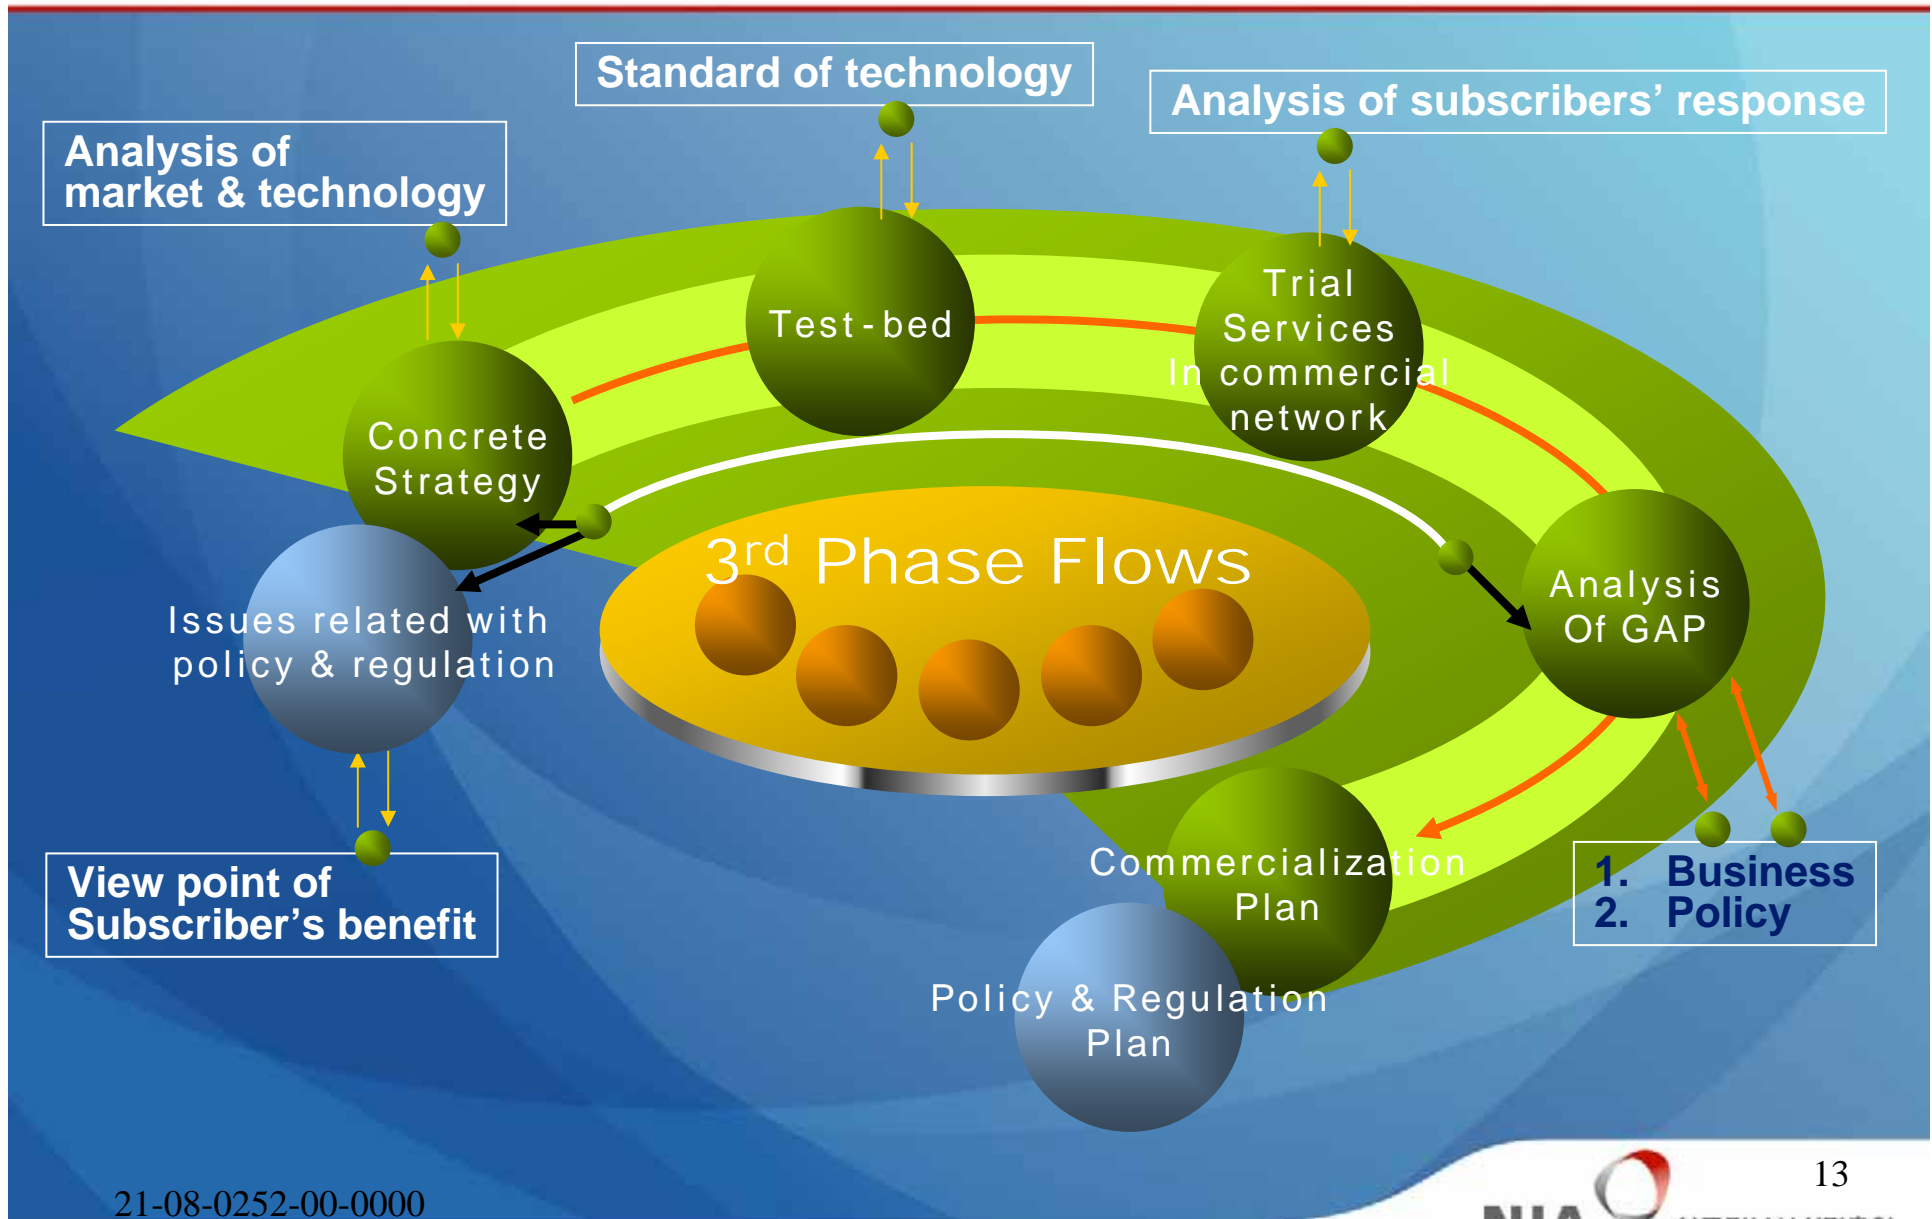 Standard of technology
Analysis of subscribers’ response
Analysis of
market & technology
Test-bed
Trial
Services
In commercial
network
Concrete
Strategy
3rd Phase Flows
Analysis
Of GAP
Issues related with
policy & regulation
Commercialization
Plan
1. Business
2. Policy
View point of
Subscriber’s benefit
Policy & Regulation
Plan
13
21-08-0252-00-0000
NIA